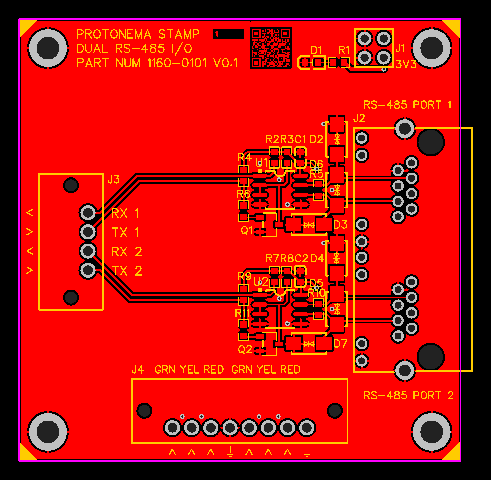 PROTONEMA STAMP
DUAL RS-485 I/O
PART NUM 1160-0101 V0.1
D1 R1 J1
3V3
RS-485 PORT 1
J2
R2 R3 C1 D2
R4 U1 D6
R6
J3
RX 1
TX 1
RX 2
TX 2
Q1 D3
R7 R8 C2 D4
R9 U2 D5
R10
R11
Q2 D7
J4 GRN YEL RED GRN YEL RED
RS-485 PORT 2